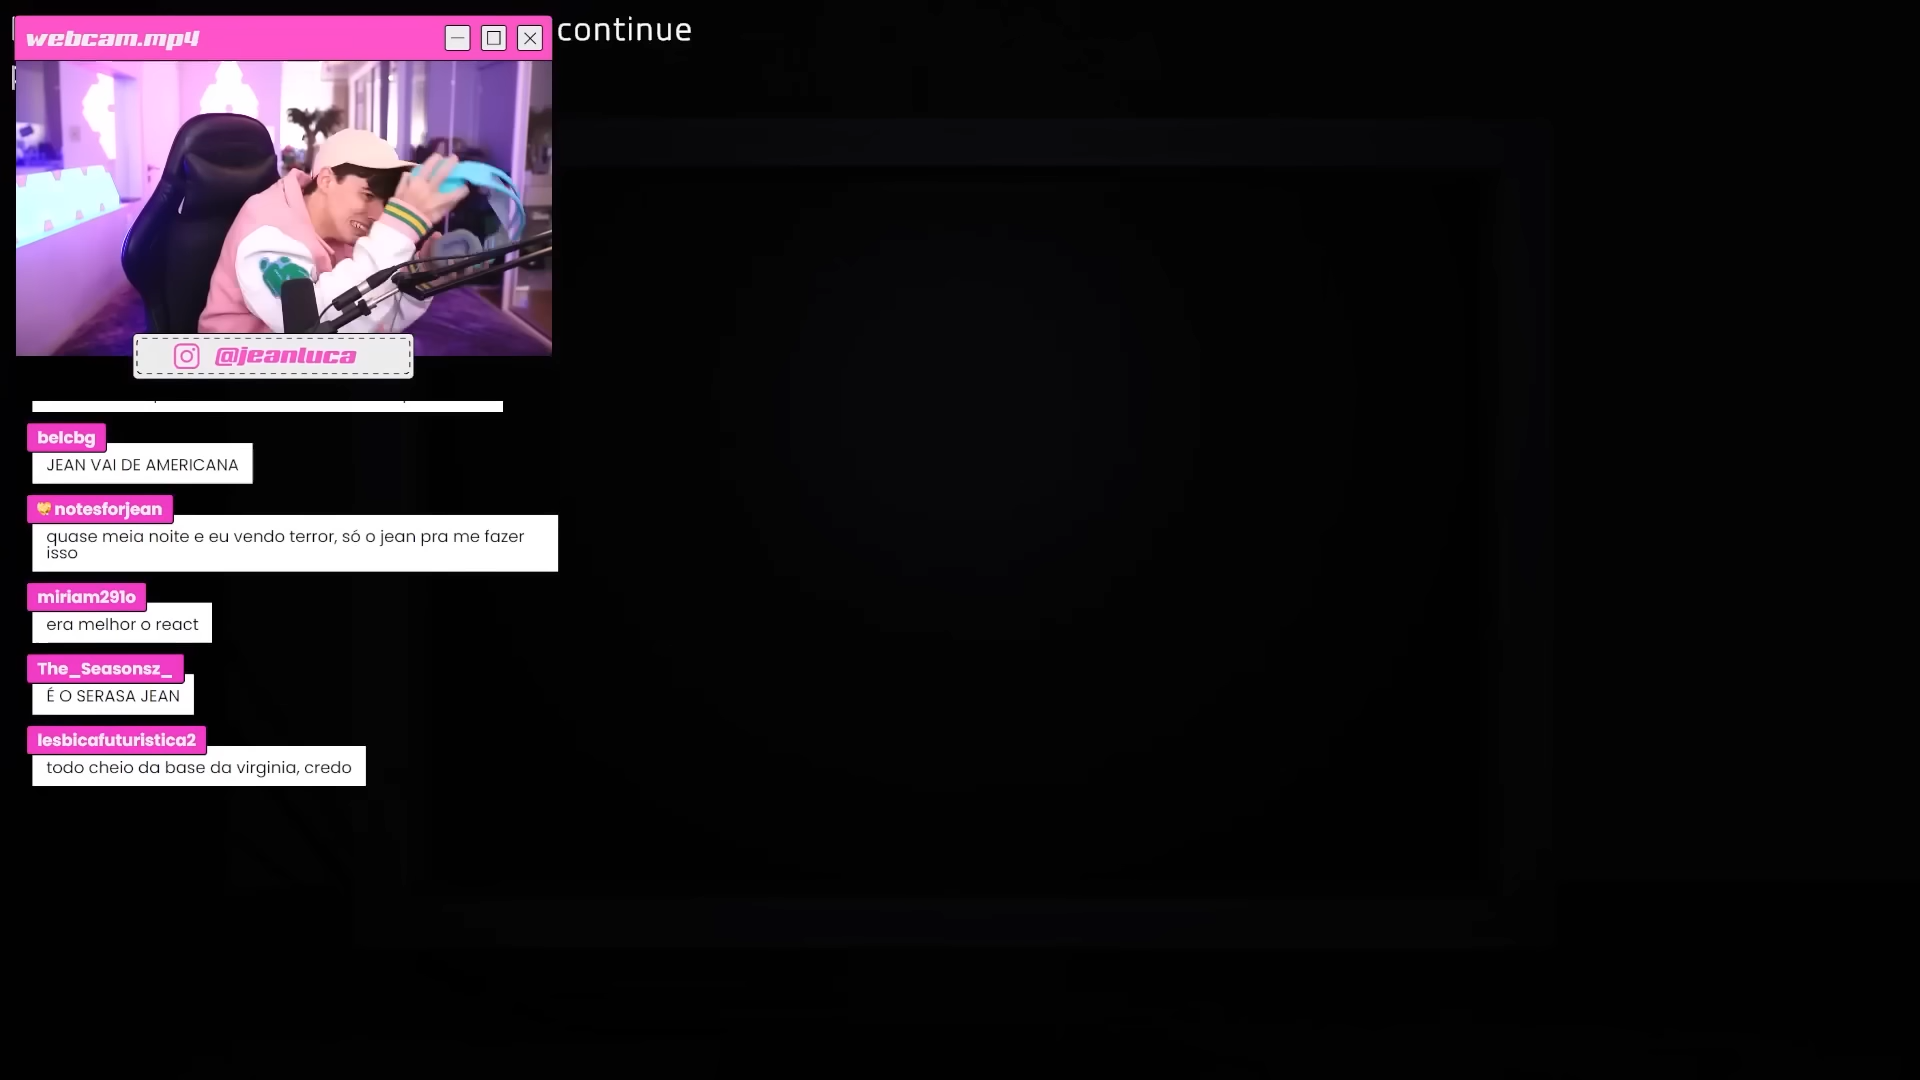 continue
webcam.mp4
@jeanluca
belcbg
JEAN VAI DE AMERICANA
notesforjean
quase meia noite e eu vendo terror, só o jean pra me fazer
isso
miriam291o
era melhor o react
The_Seasonsz_
É O SERASA JEAN
lesbicafuturistica2
todo cheio da base da virginia, credo